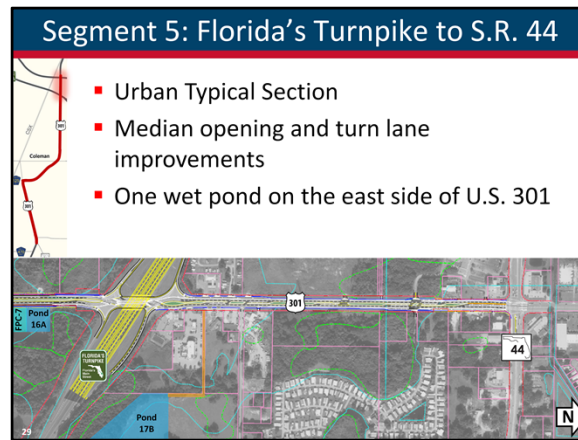 Segment 5: Florida's Turnpike to S.R. 44
Urban Typical Section
Median opening and turn lane
improvements
One wet pond on the east side of U.S. 301
Coleman
301
301
301
FPC-7
Pond
16A
FLORIDA'S
TURNPIKE
44
Pond
17B
29
N